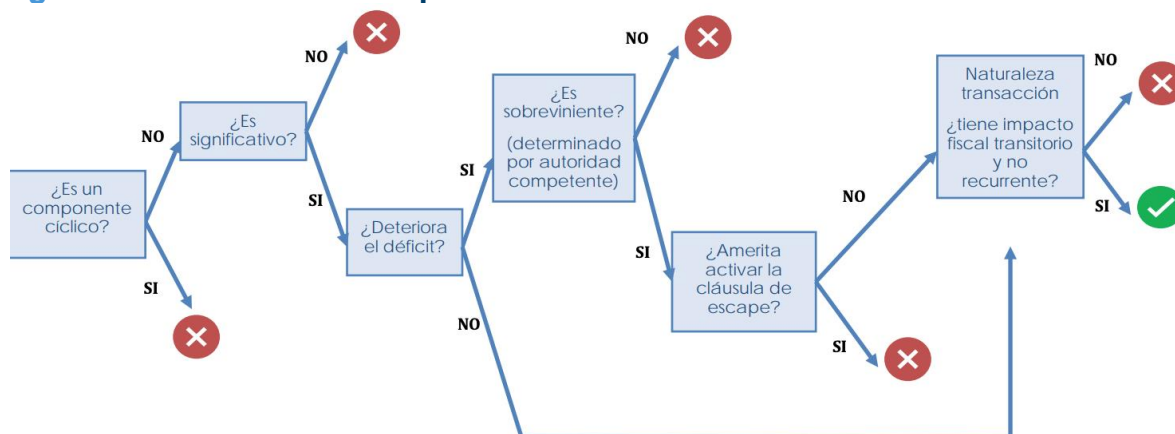 ¿Es un
componente
cíclico?
NO
SI
¿Es
significativo?
NO
SI
¿Deteriora
el déficit?
SI
NO
¿Es
sobreviniente?
(determinado
por autoridad
competente)
NO
SI
¿Amerita
activar la
cláusula de
escape?
NO
SI
Naturaleza
transacción
¿tiene impacto
fiscal transitorio
y no
recurrente?
NO
SI